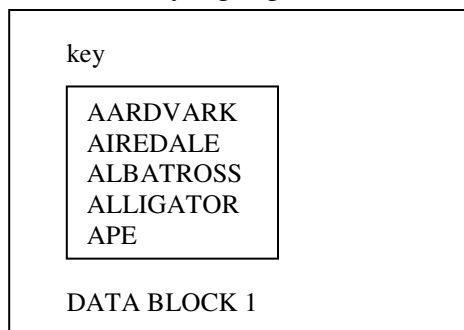 key
AARDVARK
AIREDALE
ALBATROSS
ALLIGATOR
APE
DATA BLOCK 1